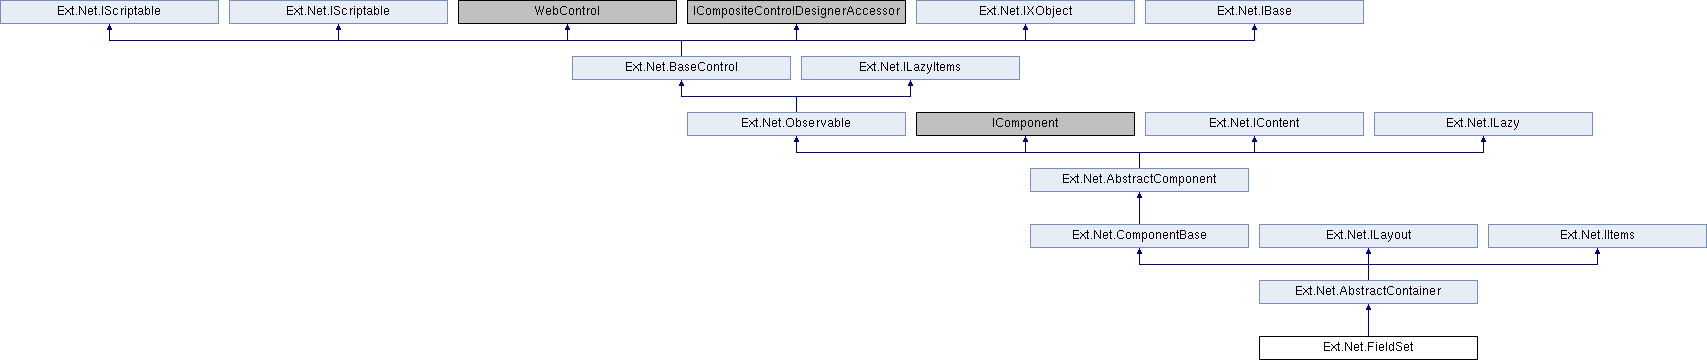 Ext.Net.IScriptable
Ext.Net.IScriptable
WebControl
ICompositeControlDesignerAccessor
Ext.Net.IXObject
Ext.Net.IBase
Ext.Net.BaseControl
Ext.Net.ILazyItems
Ext.Net.Observable
IComponent
Ext.Net.IContent
Ext.Net.ILazy
Ext.Net.AbstractComponent
Ext.Net.ComponentBase
Ext.Net.ILayout
Ext.Net.IItems
Ext.Net.AbstractContainer
Ext.Net.FieldSet